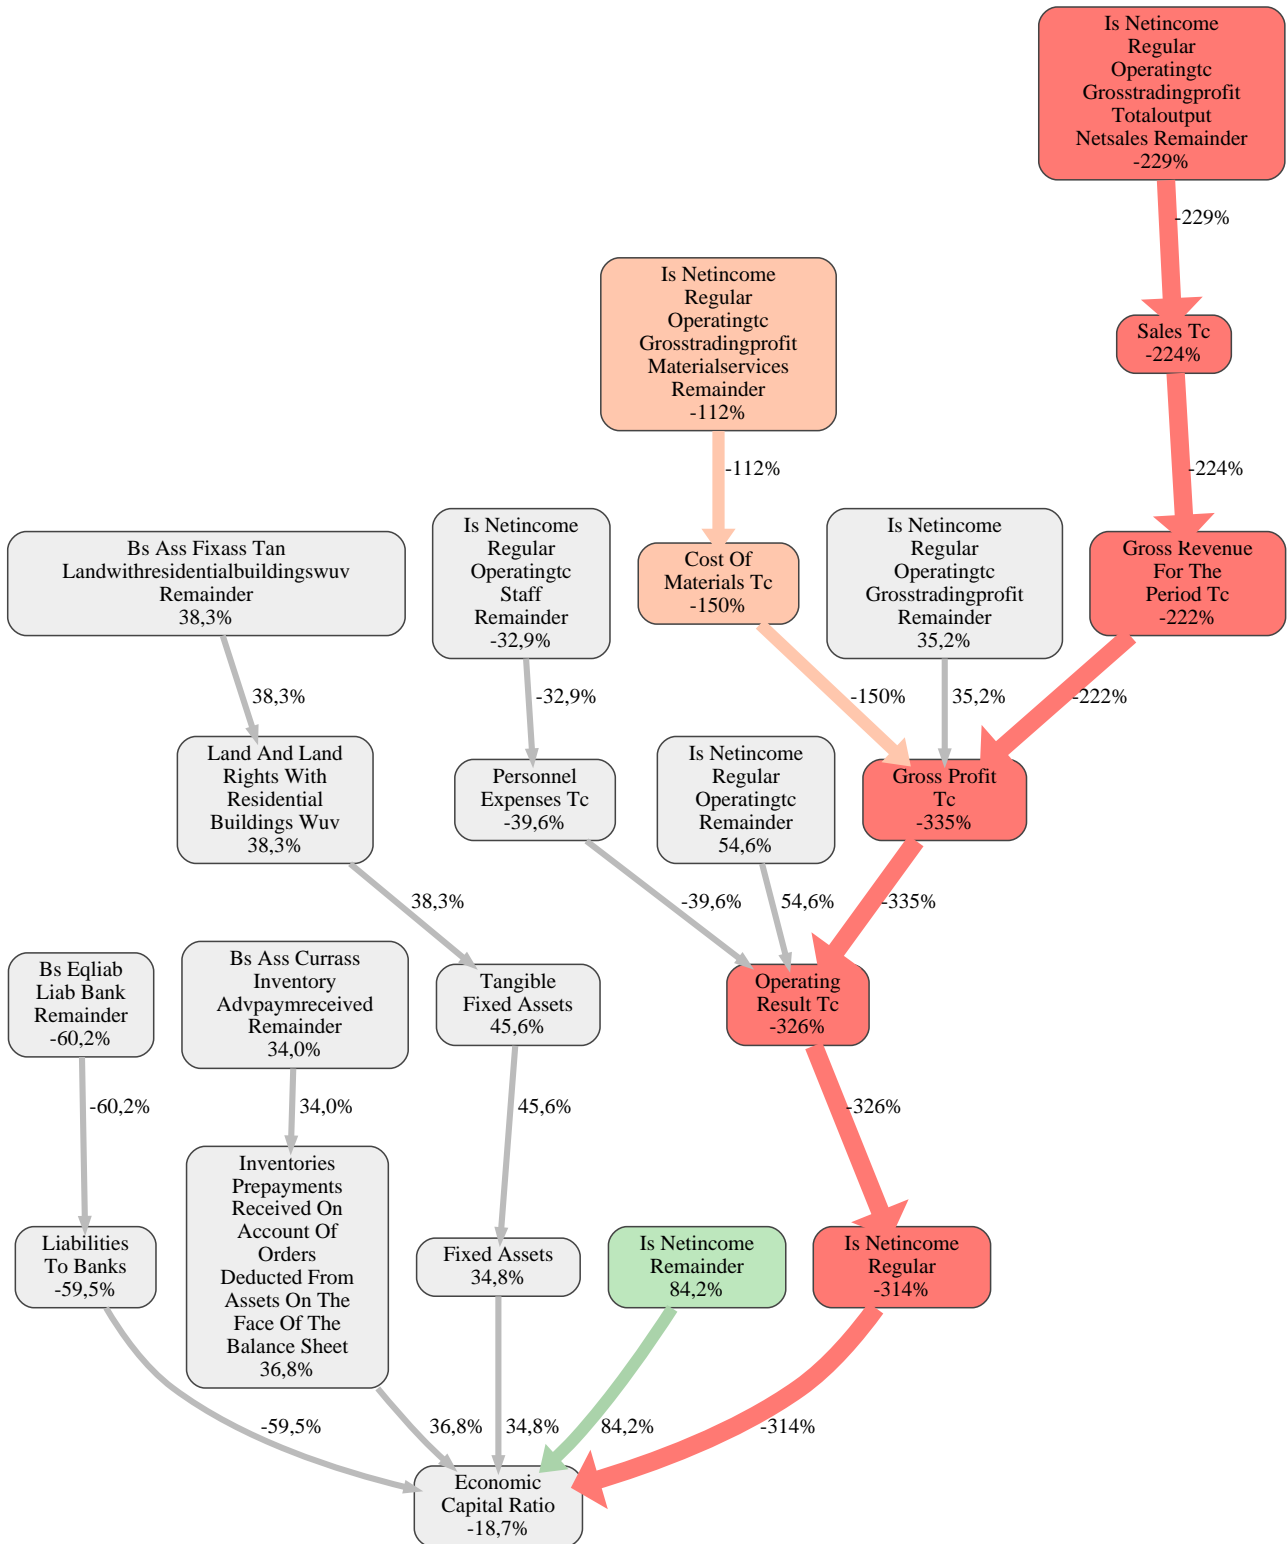 Is Netincome
Regular
Operatingtc
Grosstradingprofit
Totaloutput
Netsales Remainder
-229%
-229%
Is Netincome
Regular
Operatingtc
Grosstradingprofit
Materialservices
Remainder
-112%
Sales Tc
-224%
-112%
-224%
Bs Ass Fixass Tan
Landwithresidentialbuildingswuv
Remainder
38,3%
Is Netincome
Regular
Operatingtc
Staff
Remainder
-32,9%
Cost Of
Materials Tc
-150%
Is Netincome
Regular
Operatingtc
Grosstradingprofit
Remainder
35,2%
Gross Revenue
For The
Period Tc
-222%
38,3%
-32,9%
-150%
35,2%
-222%
Land And Land
Rights With
Residential
Buildings Wuv
38,3%
Personnel
Expenses Tc
-39,6%
Is Netincome
Regular
Operatingtc
Remainder
54,6%
Gross Profit
Tc
-335%
38,3%
-39,6%
54,6%
-335%
Bs Eqliab
Liab Bank
Remainder
-60,2%
Bs Ass Currass
Inventory
Advpaymreceived
Remainder
34,0%
Tangible
Fixed Assets
45,6%
Operating
Result Tc
-326%
-60,2%
34,0%
45,6%
-326%
Liabilities
To Banks
-59,5%
Inventories
Prepayments
Received On
Account Of
Orders
Deducted From
Assets On The
Face Of The
Balance Sheet
36,8%
Fixed Assets
34,8%
Is Netincome
Remainder
84,2%
Is Netincome
Regular
-314%
-59,5%
36,8%
34,8%
84,2%
-314%
Economic
Capital Ratio
-18,7%